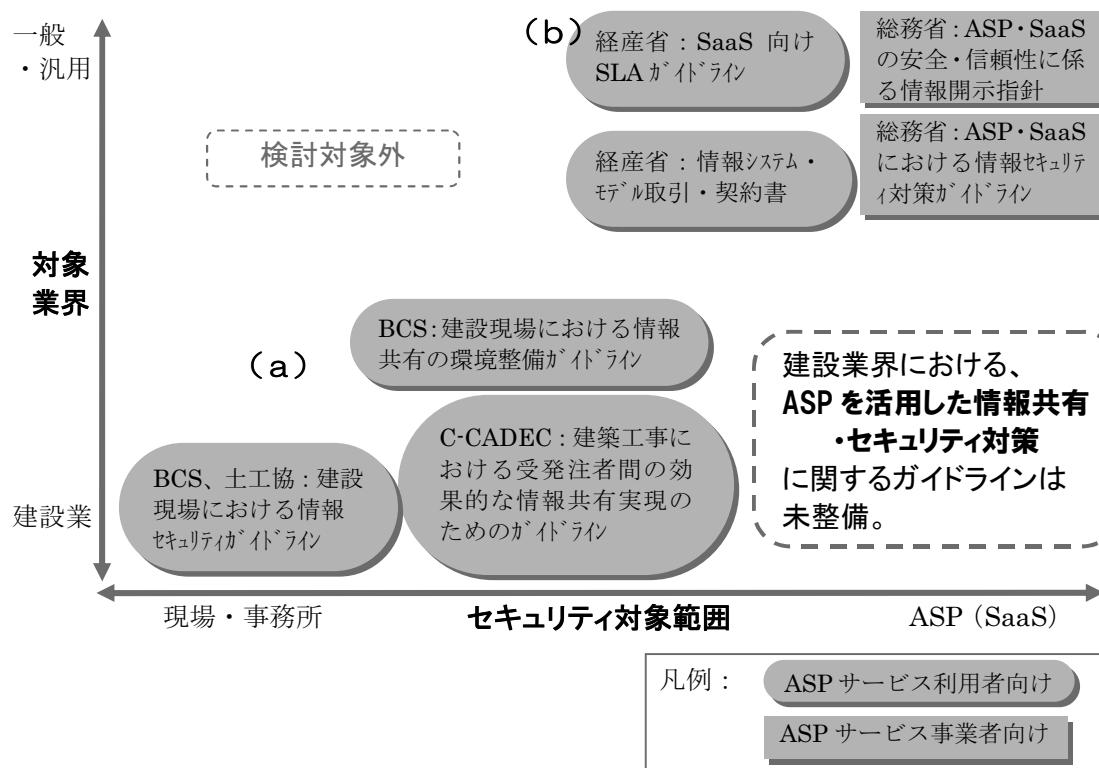 一般
・汎用
(b)
経産省：SaaS 向け
SLA ガイドライン
総務省：ASP・SaaS
の安全・信頼性に係
る情報開示指針
検討対象外
経産省：情報システム・
モデル取引・契約書
総務省：ASP・SaaS
における情報セキュリテ
ィ対策ガイドライン
対象
業界
(a)
BCS：建設現場における情報
共有の環境整備ガイドライン
建設業界における、
ASP を活用した情報共有
・セキュリティ対策
に関するガイドラインは
未整備。
C-CADEC：建築工事に
おける受発注者間の効
果的な情報共有実現の
ためのガイドライン
BCS、土工協：建設
現場における情報
セキュリティガイドライン
建設業
現場・事務所
セキュリティ対象範囲
ASP（SaaS）
凡例：
ASP サービス利用者向け
ASP サービス事業者向け